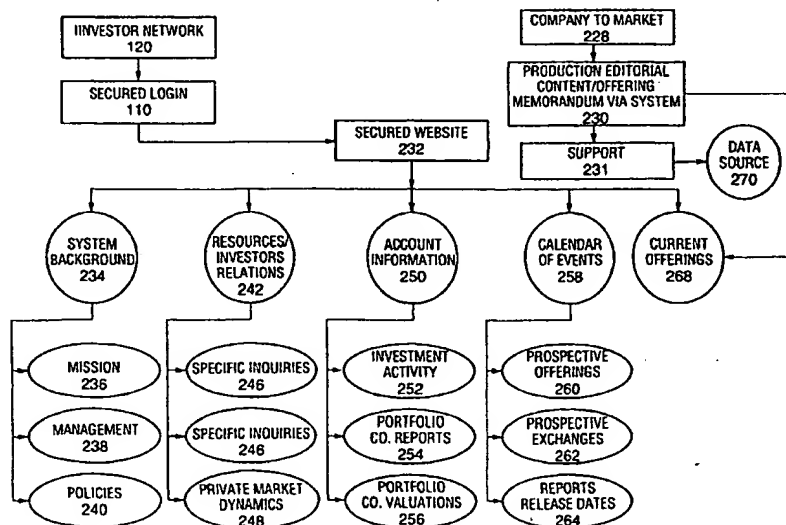 IINVESTOR NETWORK
120
SECURED LOGIN
110
COMPANY TO MARKET
228
PRODUCTION EDITORIAL
CONTENT/OFFERING
MEMORANDUM VIA SYSTEM
230
SECURED WEBSITE
232
SUPPORT
231
DATA
SOURCE
270
SYSTEM
BACKGROUND
234
RESOURCES/
INVESTORS
RELATIONS
242
ACCOUNT
INFORMATION
250
CALENDAR
OF EVENTS
258
CURRENT
OFFERINGS
268
MISSION
236
SPECIFIC INQUIRIES
246
INVESTMENT
ACTIVITY
252
PROSPECTIVE
OFFERINGS
260
MANAGEMENT
238
SPECIFIC INQUIRIES
246
PORTFOLIO
CO. REPORTS
254
PROSPECTIVE
EXCHANGES
262
POLICIES
240
PRIVATE MARKET
DYNAMICS
248
PORTFOLIO
CO. VALUATIONS
256
REPORTS
RELEASE DATES
264